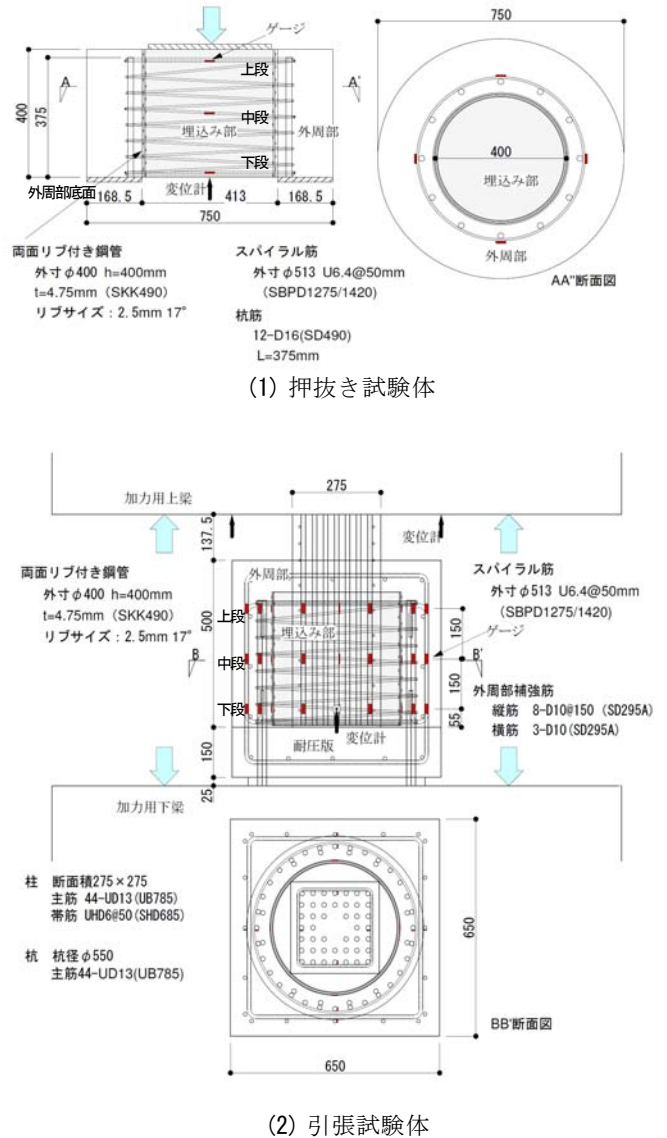 ゲージ
750
A
A'
上段
中段
下段
400
375
埋込み部
外周部
外周部底面
変位計
168.5
413
168.5
750
400
埋込み部
外周部
AA"断面図
両面リブ付き鋼管
外寸φ400 h=400mm
t=4.75mm（SKK490）
リブサイズ：2.5mm 17°
スパイラル筋
外寸φ513 U6.4@50mm
(SBPD1275/1420)
杭筋
12-D16(SD490)
L=375mm
(1) 押抜き試験体
275
加力用上梁
137.5
変位計
両面リブ付き鋼管
外寸φ400 h=400mm
t=4.75mm（SKK490）
リブサイズ：2.5mm 17°
外周部
500
上段
埋込み部
B
中段
B'
下段
耐圧版
変位計
150
150
55
150
25
スパイラル筋
外寸φ513 U6.4@50mm
(SBPD1275/1420)
ゲージ
外周部補強筋
縦筋 8-D10@150 (SD295A)
横筋 3-D10(SD295A)
加力用下梁
柱 断面積275×275
主筋 44-UD13(UB785)
帯筋 UHD6@50(SHD685)
杭 杭径φ550
主筋44-UD13(UB785)
650
BB'断面図
650
(2) 引張試験体